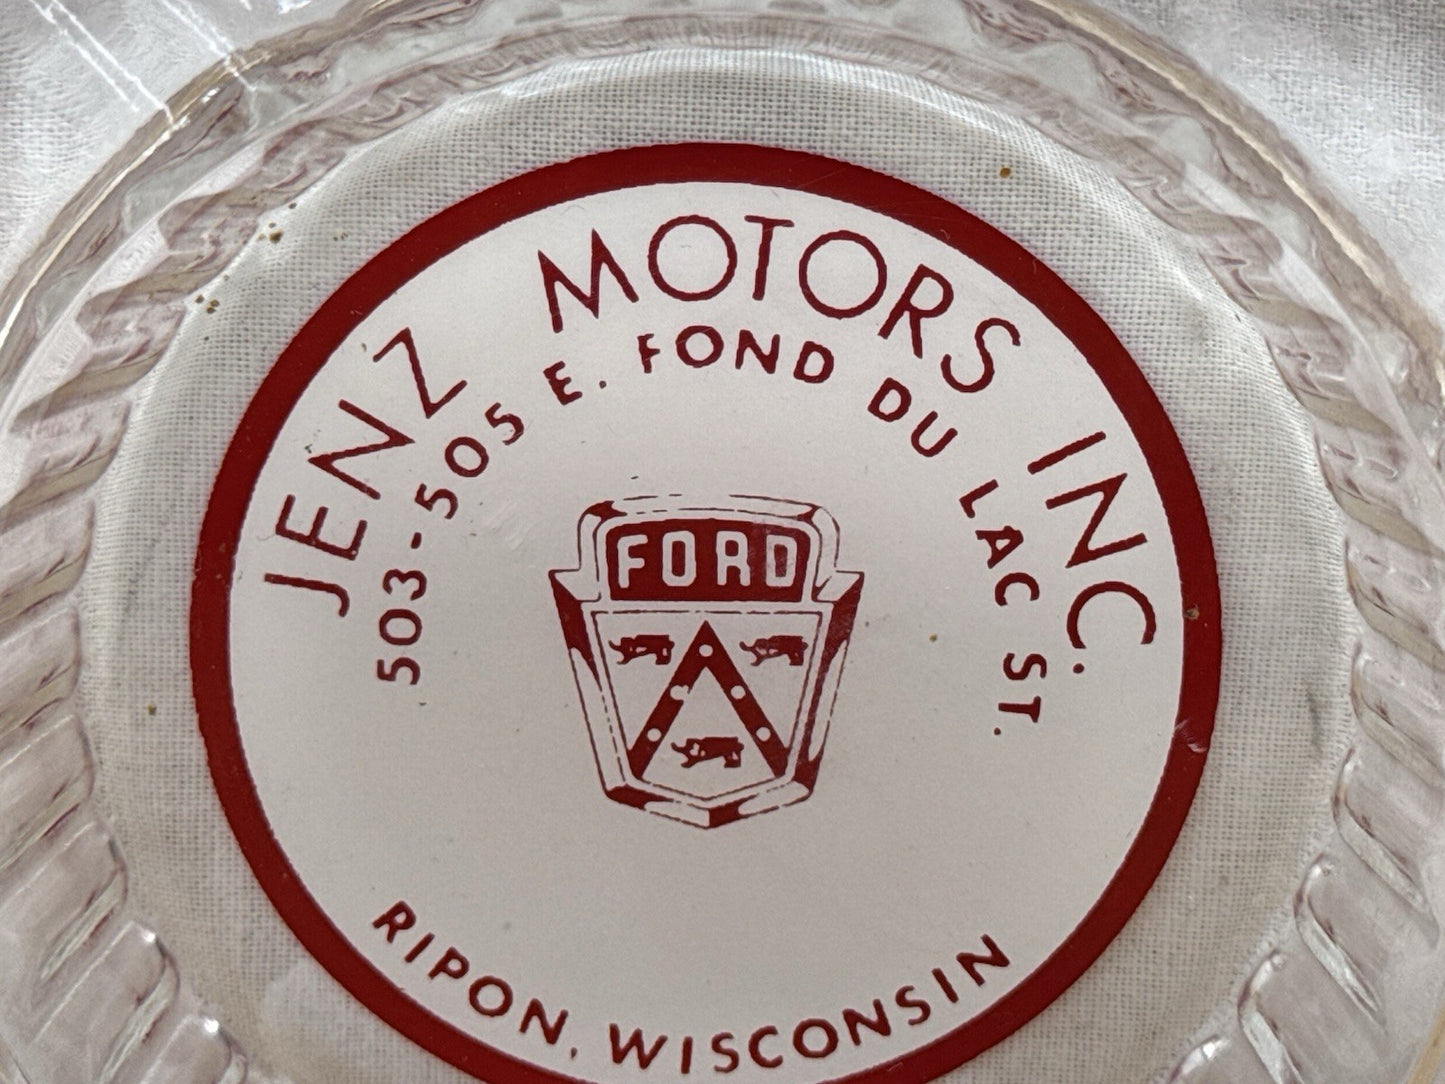 JENZ MOTORS INC.
503-505 E. FOND DU LAC ST.
FORD
RIPON, WISCONSIN